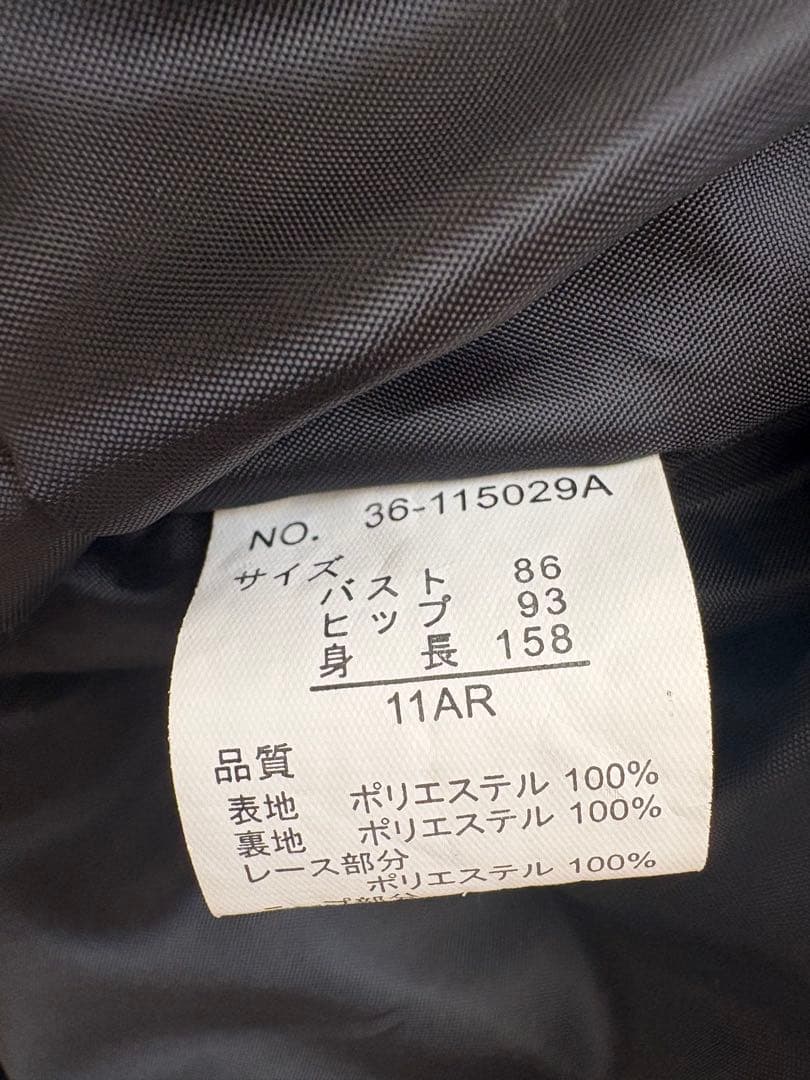 NO. 36-115029A
サイズ
バスト 86
ヒップ 93
身長 158
11AR
品質
表地 ポリエステル 100%
裏地 ポリエステル 100%
レース部分
ポリエステル 100%